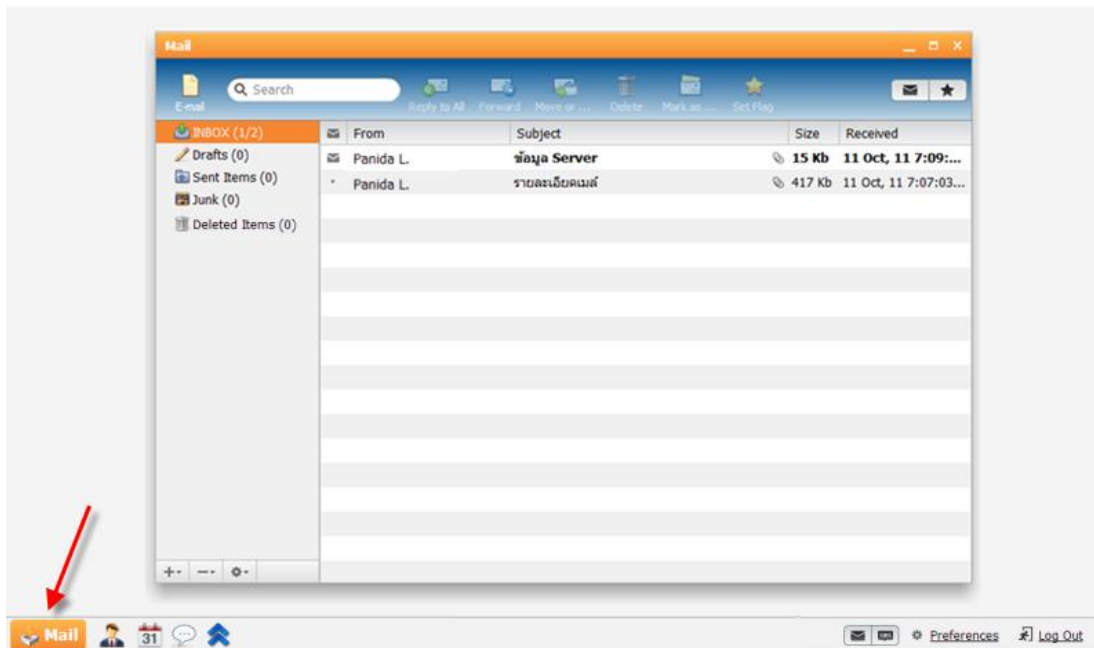 Mail
E-mail
Search
Reply to All Forward Move or ... Delete Mark as ... Set Flag
INBOX (1/2)
Drafts (0)
Sent Items (0)
Junk (0)
Deleted Items (0)
From Subject Size Received
Panida L. ข้อมูล Server 15 Kb 11 Oct, 11 7:09:...
Panida L. รายละเอียดเมล์ 417 Kb 11 Oct, 11 7:07:03...
Mail 31 Preferences Log Out